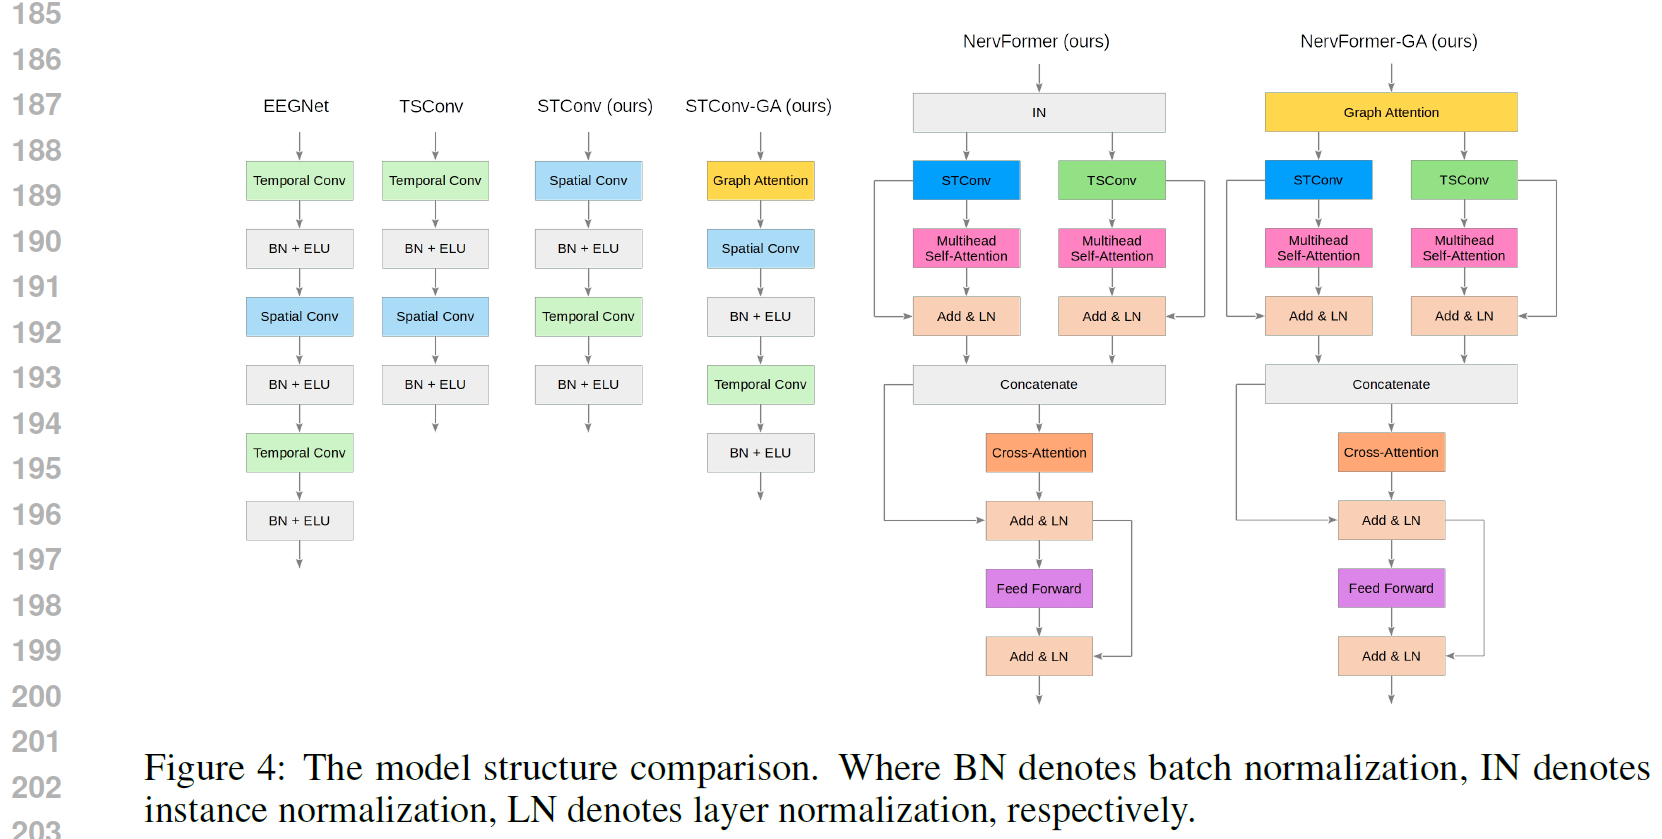 185
186
187
188
189
190
191
192
193
194
195
196
197
198
199
200
201
202
203
EEGNet
Temporal Conv
BN + ELU
Spatial Conv
BN + ELU
Temporal Conv
BN + ELU
TSConv
Temporal Conv
BN + ELU
Spatial Conv
BN + ELU
STConv (ours)
Spatial Conv
BN + ELU
Temporal Conv
BN + ELU
STConv-GA (ours)
Graph Attention
Spatial Conv
BN + ELU
Temporal Conv
BN + ELU
NervFormer (ours)
IN
STConv
TSConv
Multihead
Self-Attention
Multihead
Self-Attention
Add & LN
Add & LN
Concatenate
Cross-Attention
Add & LN
Feed Forward
Add & LN
NervFormer-GA (ours)
Graph Attention
STConv
TSConv
Multihead
Self-Attention
Multihead
Self-Attention
Add & LN
Add & LN
Concatenate
Cross-Attention
Add & LN
Feed Forward
Add & LN
Figure 4: The model structure comparison. Where BN denotes batch normalization, IN denotes
instance normalization, LN denotes layer normalization, respectively.